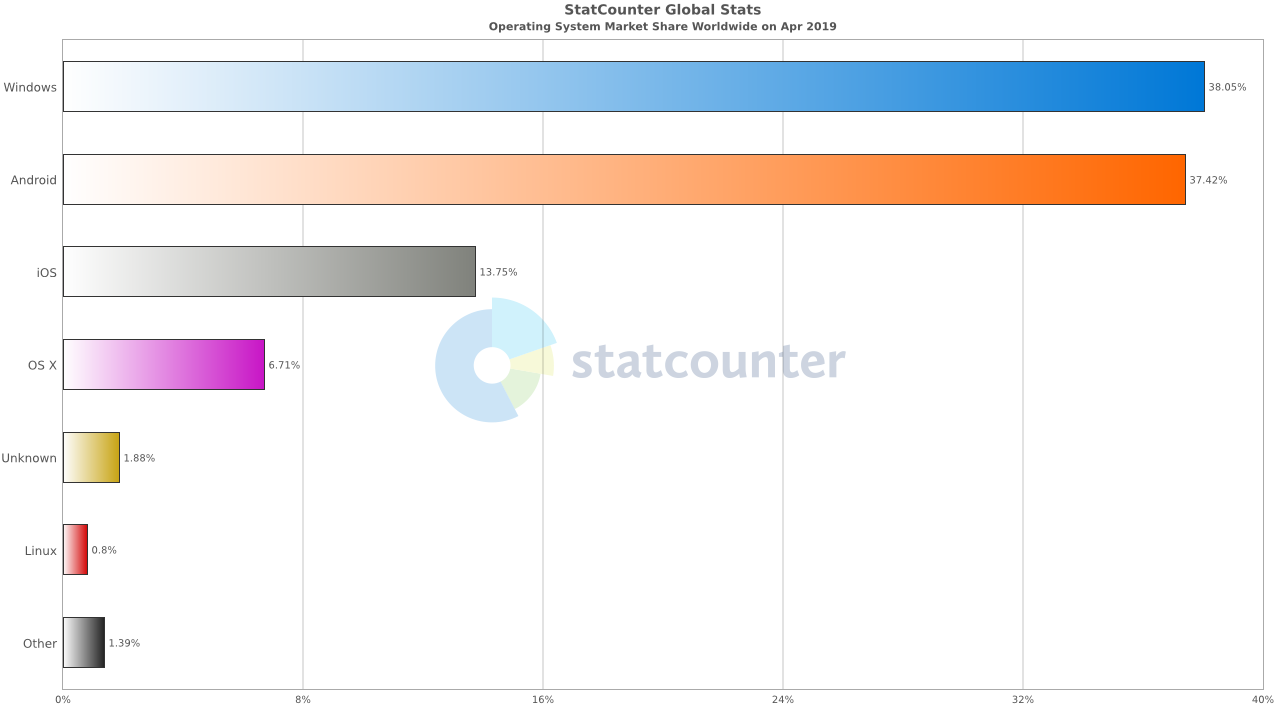 StatCounter Global Stats
Operating System Market Share Worldwide on Apr 2019
Windows 38.05%
Android 37.42%
iOS 13.75%
statcounter
OS X 6.71%
Unknown 1.88%
Linux 0.8%
Other 1.39%
0% 8% 16% 24% 32% 40%